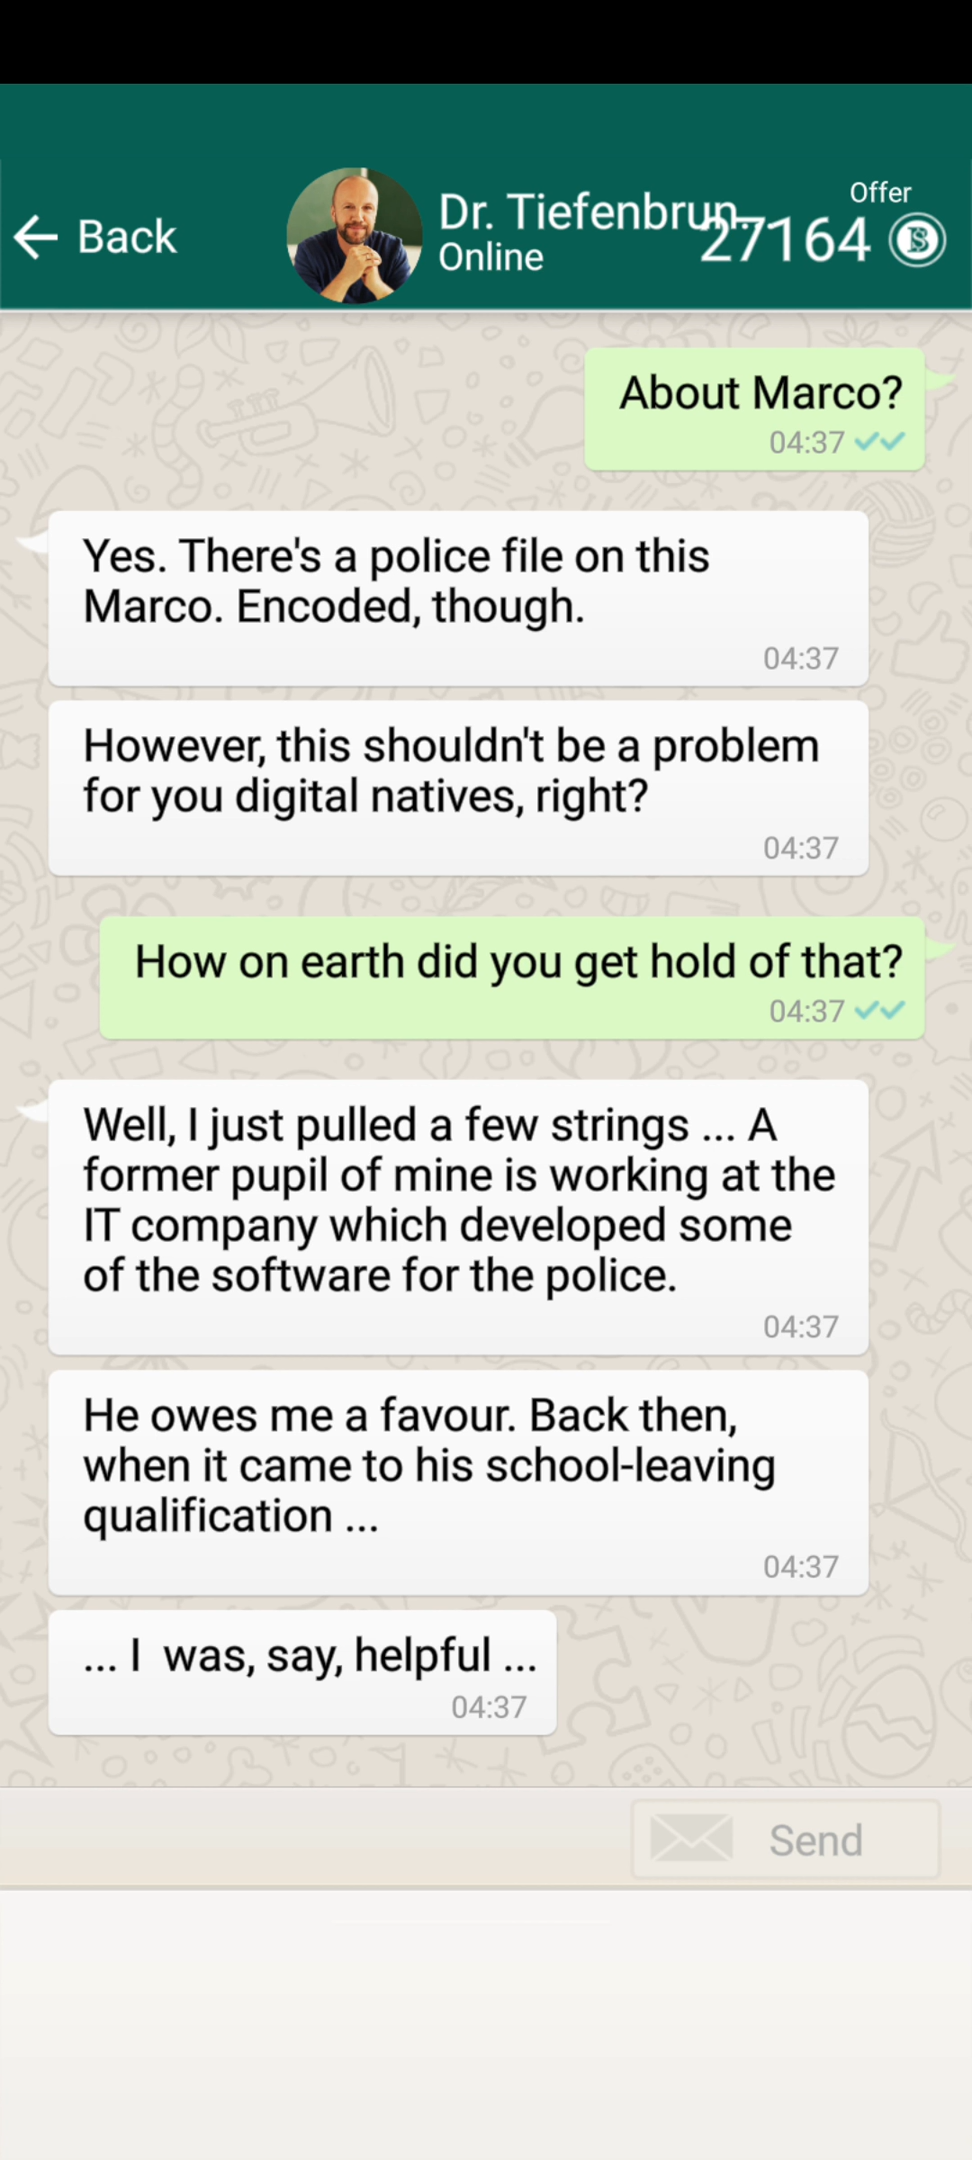 Offer
Back
Dr. Tiefenbrun..
27164
Online
About Marco?
04:37
Yes. There's a police file on this
Marco. Encoded, though.
04:37
However, this shouldn't be a problem
for you digital natives, right?
04:37
How on earth did you get hold of that?
04:37
Well, I just pulled a few strings ... A
former pupil of mine is working at the
IT company which developed some
of the software for the police.
04:37
He owes me a favour. Back then,
when it came to his school-leaving
qualification ...
04:37
... I was, say, helpful ...
04:37
Send